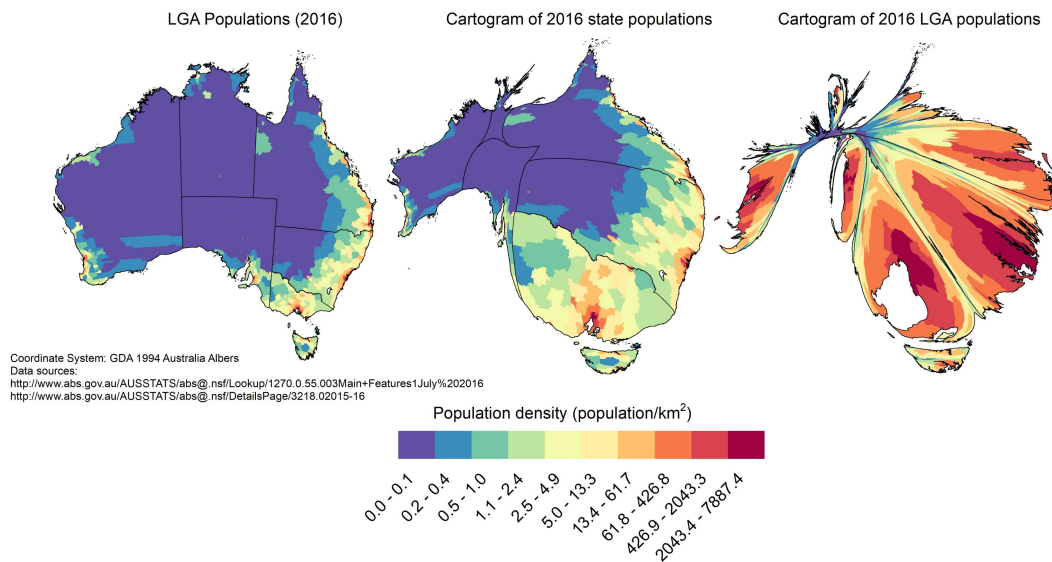 LGA Populations (2016)
Cartogram of 2016 state populations
Cartogram of 2016 LGA populations
Coordinate System: GDA 1994 Australia Albers
Data sources:
http://www.abs.gov.au/AUSSTATS/abs@.nsf/Lookup/1270.0.55.003Main+Features1July%202016
http://www.abs.gov.au/AUSSTATS/abs@.nsf/DetailsPage/3218.02015-16
Population density (population/km²)
0.0 - 0.1
0.2 - 0.4
0.5 - 1.0
1.1 - 2.4
2.5 - 4.9
5.0 - 13.3
13.4 - 61.7
61.8 - 426.8
426.9 - 2043.3
2043.4 - 7887.4